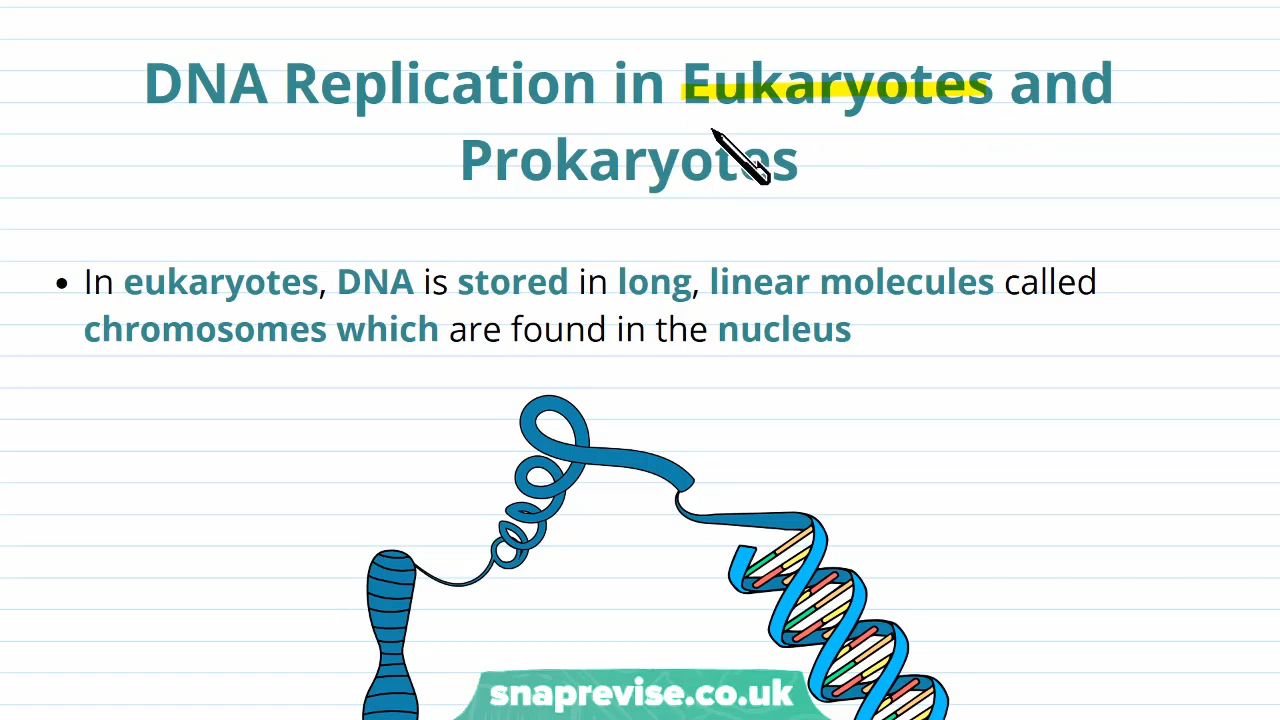 DNA Replication in Eukaryotes and
Prokaryotes
• In eukaryotes, DNA is stored in long, linear molecules called
chromosomes which are found in the nucleus
snaprevise.co.uk